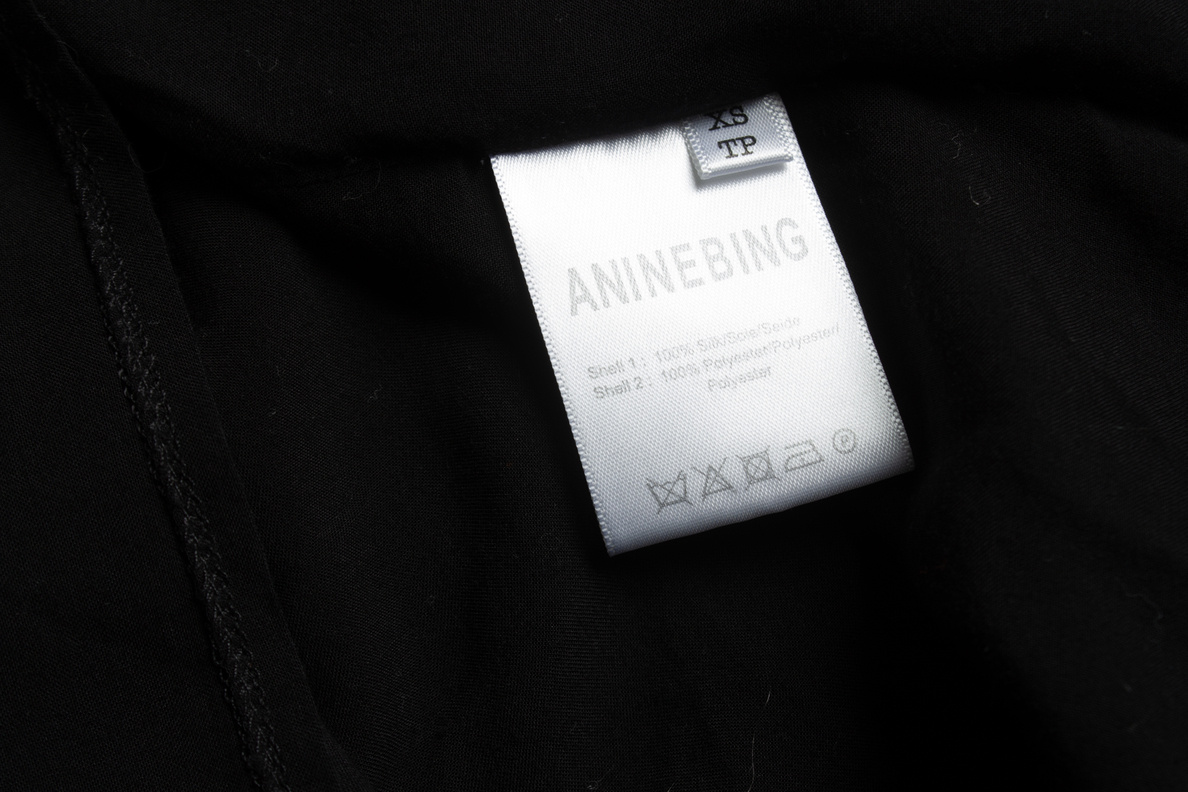 XS
TP
ANINEBING
Shell 1 : 100% Silk/Soie/Seide
Shell 2 : 100% Polyester/Polyester/
Polyester
P